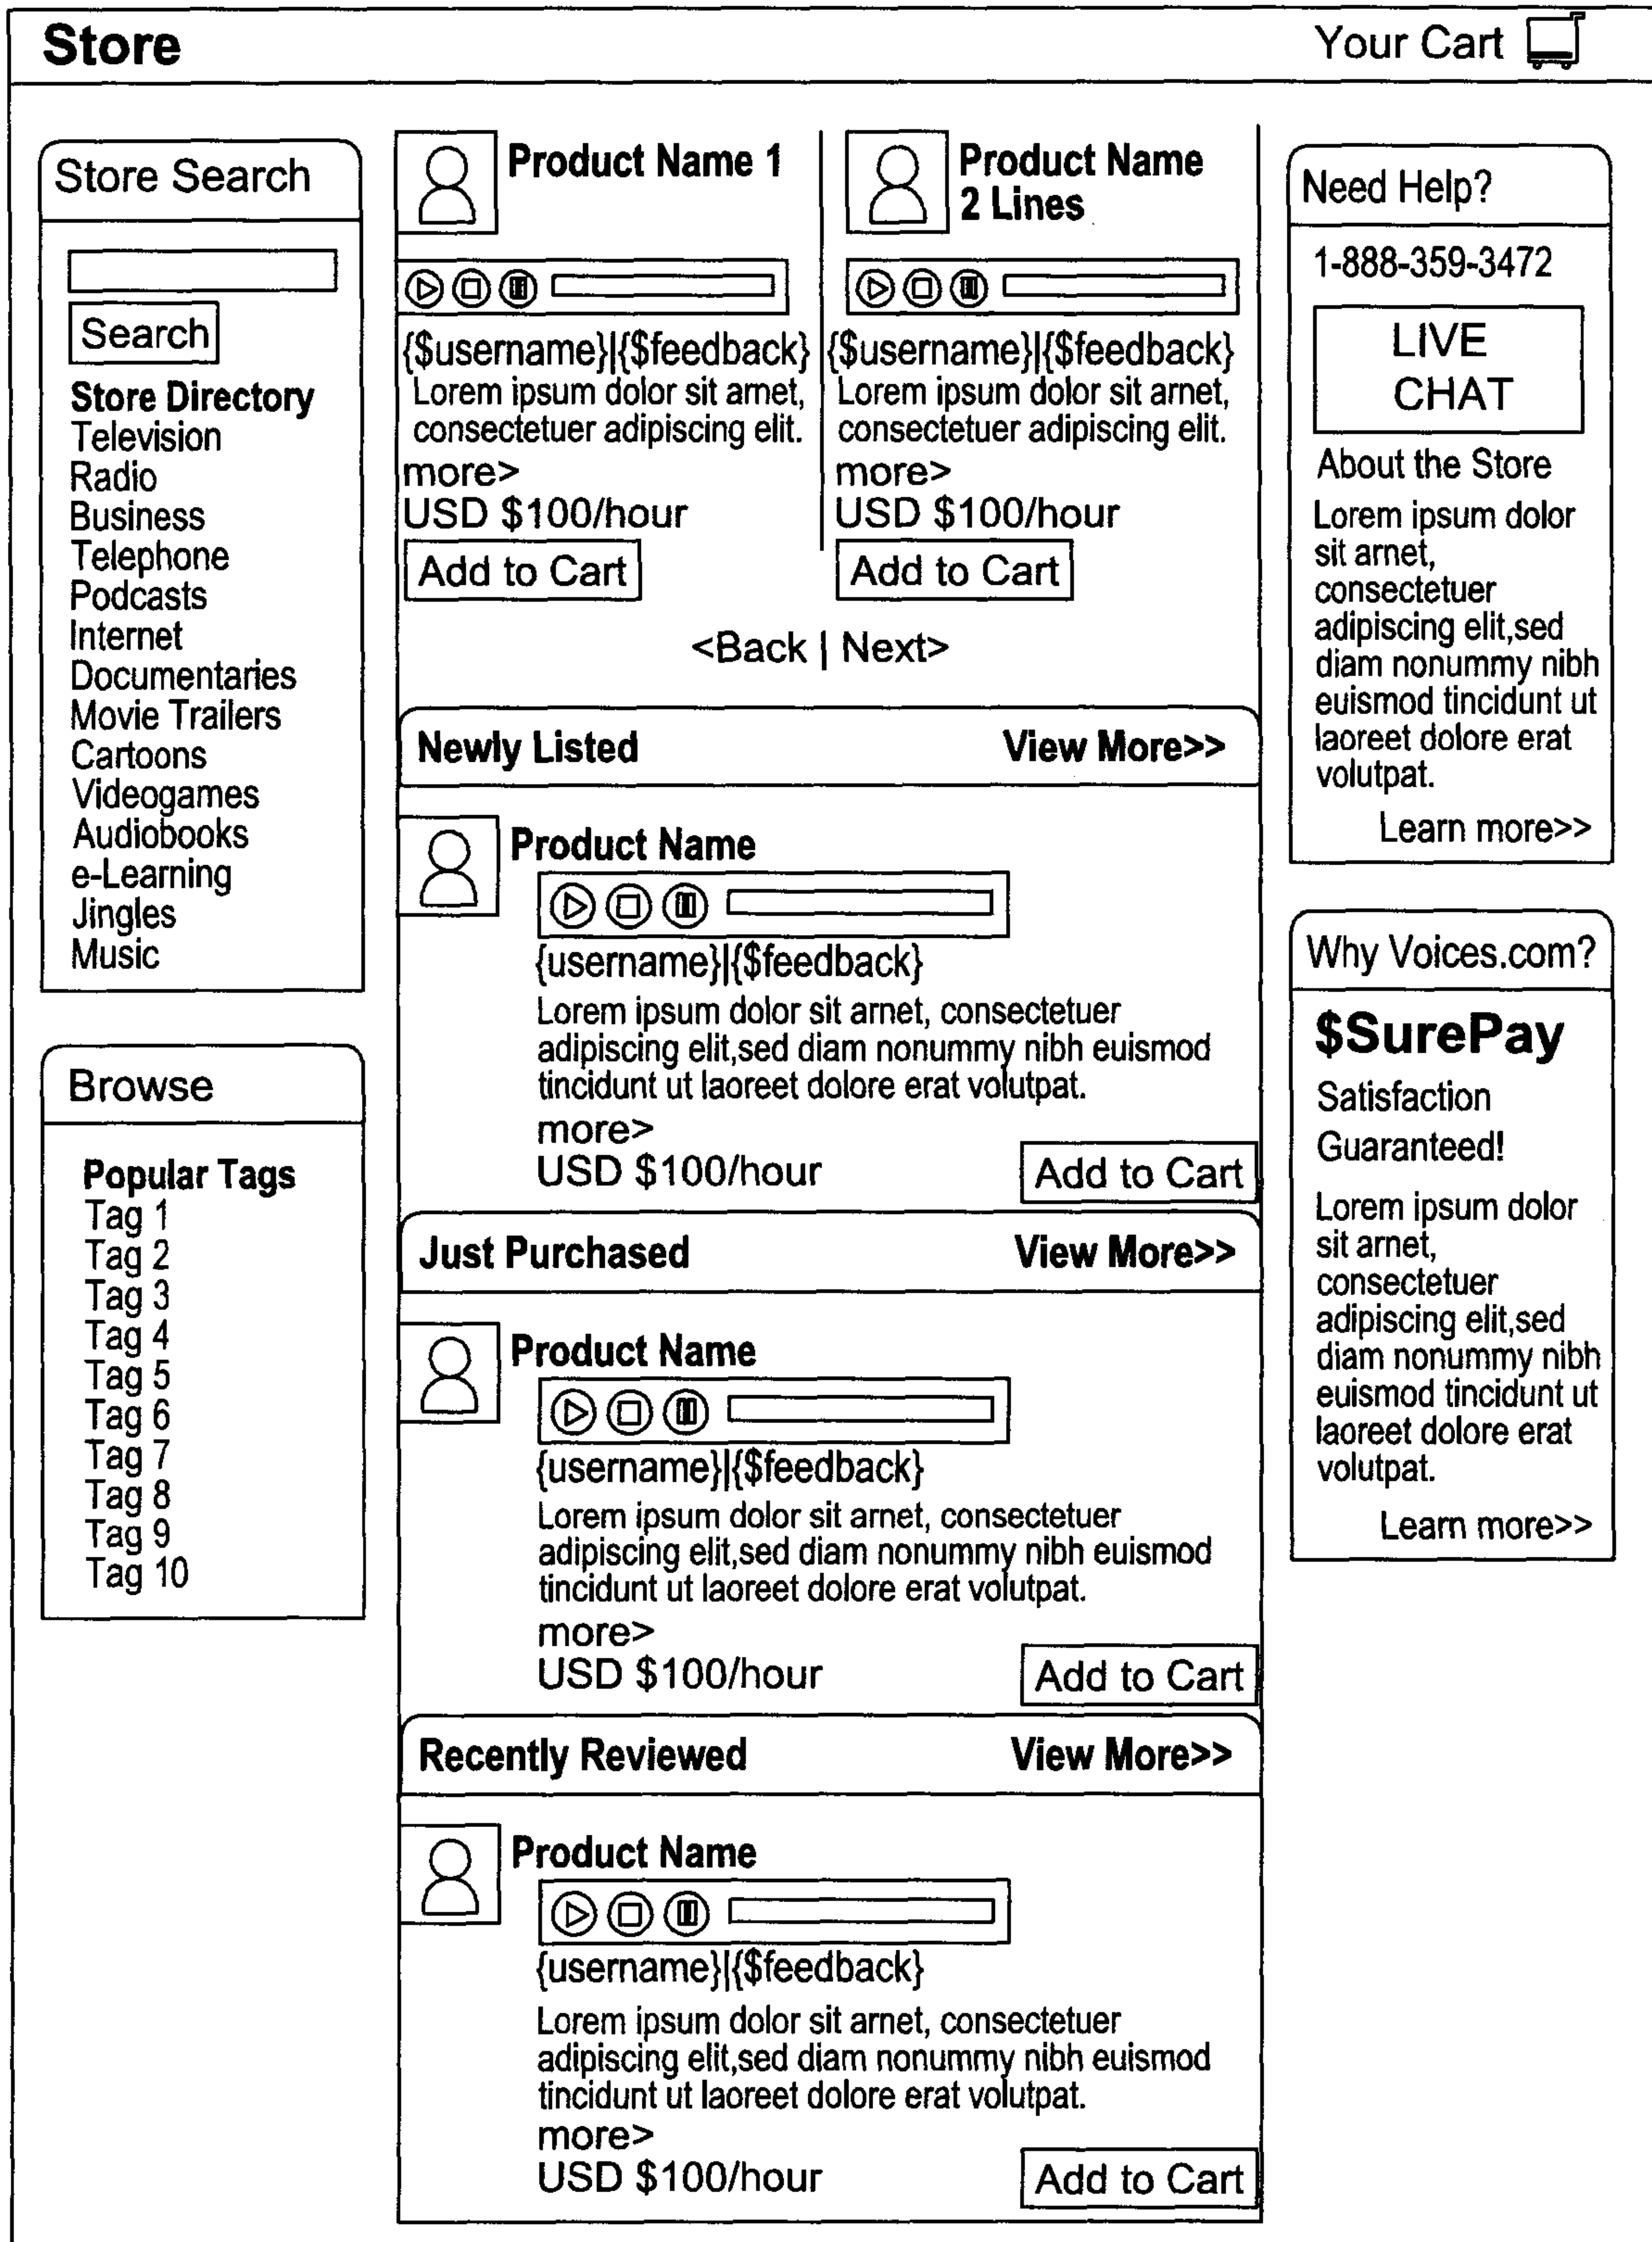 Store
Your Cart
Store Search
Search
Store Directory
Television
Radio
Business
Telephone
Podcasts
Internet
Documentaries
Movie Trailers
Cartoons
Videogames
Audiobooks
e-Learning
Jingles
Music
Browse
Popular Tags
Tag 1
Tag 2
Tag 3
Tag 4
Tag 5
Tag 6
Tag 7
Tag 8
Tag 9
Tag 10
Product Name 1
{$username}|{$feedback}
Lorem ipsum dolor sit amet,
consectetuer adipiscing elit.
more>
USD $100/hour
Add to Cart
Product Name
2 Lines
{$username}|{$feedback}
Lorem ipsum dolor sit arnet,
consectetuer adipiscing elit.
more>
USD $100/hour
Add to Cart
<Back | Next>
Newly Listed
View More>>
Product Name
{username}|{$feedback}
Lorem ipsum dolor sit arnet, consectetuer
adipiscing elit,sed diam nonummy nibh euismod
tincidunt ut laoreet dolore erat volutpat.
more>
USD $100/hour
Add to Cart
Just Purchased
View More>>
Product Name
{username}|{$feedback}
Lorem ipsum dolor sit arnet, consectetuer
adipiscing elit,sed diam nonummy nibh euismod
tincidunt ut laoreet dolore erat volutpat.
more>
USD $100/hour
Add to Cart
Recently Reviewed
View More>>
Product Name
{username}|{$feedback}
Lorem ipsum dolor sit arnet, consectetuer
adipiscing elit,sed diam nonummy nibh euismod
tincidunt ut laoreet dolore erat volutpat.
more>
USD $100/hour
Add to Cart
Need Help?
1-888-359-3472
LIVE
CHAT
About the Store
Lorem ipsum dolor
sit arnet,
consectetuer
adipiscing elit,sed
diam nonummy nibh
euismod tincidunt ut
laoreet dolore erat
volutpat.
Learn more>>
Why Voices.com?
$SurePay
Satisfaction
Guaranteed!
Lorem ipsum dolor
sit arnet,
consectetuer
adipiscing elit,sed
diam nonummy nibh
euismod tincidunt ut
laoreet dolore erat
volutpat.
Learn more>>